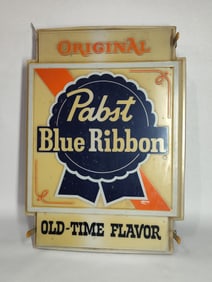 ORIGINAL
Pabst
Blue Ribbon
OLD-TIME FLAVOR